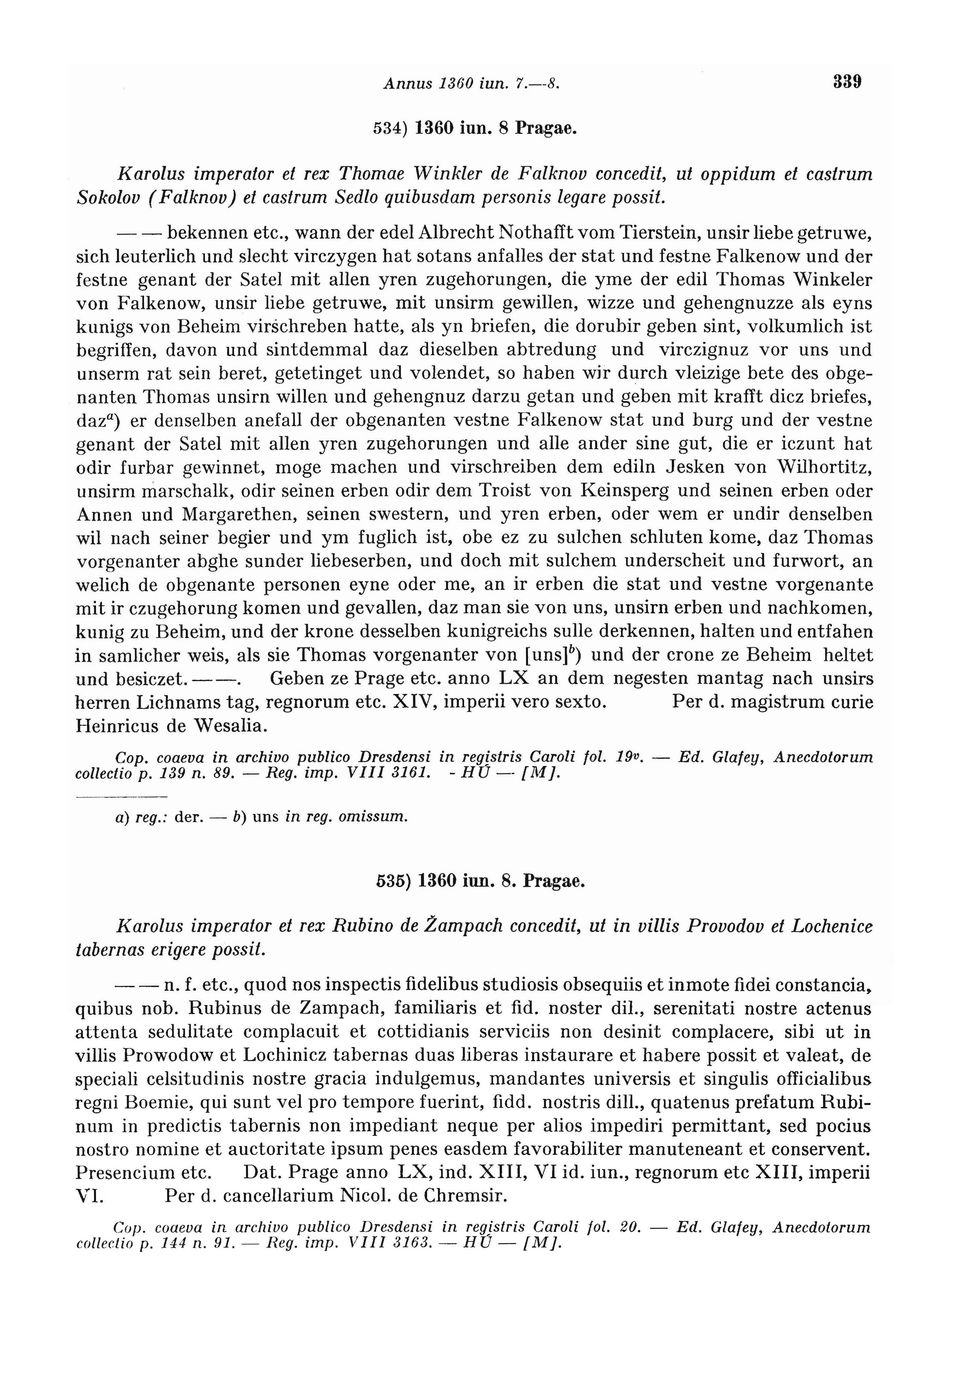 Annus 1360 iun. 7.—8. 339
534) 1360 iun. 8 Pragae.
Karolus imperator et rex Thomae Winkler de Falknov concedit, ut oppidum et castrum
Sokolov (Falknov) et castrum Sedlo quibusdam personis legare possit.
— — bekennen etc., wann der edel Albrecht Nothafft vom Tierstein, unsir liebe getruwe,
sich leuterlich und slecht virczygen hat sotans anfalles der stat und festne Falkenow und der
festne genant der Satel mit allen yren zugehorungen, die yme der edil Thomas Winkeler
von Falkenow, unsir liebe getruwe, mit unsirm gewillen, wizze und gehengnuzze als eyns
kunigs von Beheim virschreben hatte, als yn briefen, die dorubir geben sint, volkumlich ist
begriffen, davon und sintdemmal daz dieselben abtredung und virczignuz vor uns und
unserm rat sein beret, getetinget und volendet, so haben wir durch vleizige bete des obge-
nanten Thomas unsirn willen und gehengnuz darzu getan und geben mit krafft dicz briefes,
daza) er denselben anefall der obgenanten vestne Falkenow stat und burg und der vestne
genant der Satel mit allen yren zugehorungen und alle ander sine gut, die er iczunt hat
odir furbar gewinnet, moge machen und virschreiben dem ediln Jesken von Wilhortitz,
unsirm marschalk, odir seinen erben odir dem Troist von Keinsperg und seinen erben oder
Annen und Margarethen, seinen swestern, und yren erben, oder wem er undir denselben
wil nach seiner begier und ym fuglich ist, obe ez zu sulchen schluten kome, daz Thomas
vorgenanter abghe sunder liebeserben, und doch mit sulchem underscheit und furwort, an
welich de obgenante personen eyne oder me, an ir erben die stat und vestne vorgenante
mit ir czugehorung komen und gevallen, daz man sie von uns, unsirn erben und nachkomen,
kunig zu Beheim, und der krone desselben kunigreichs sulle derkennen, halten und entfahen
in samlicher weis, als sie Thomas vorgenanter von [uns]b) und der crone ze Beheim heltet
und besiczet. — —. Geben ze Prage etc. anno LX an dem negesten mantag nach unsirs
herren Lichnams tag, regnorum etc. XIV, imperii vero sexto. Per d. magistrum curie
Heinricus de Wesalia.
Cop. coaeva in archivo publico Dresdensi in registris Caroli fol. 19v. — Ed. Glafey, Anecdotorum
collectio p. 139 n. 89. — Reg. imp. VIII 3161. - HÚ — [M].
a) reg.: der. — b) uns in reg. omissum.
535) 1360 iun. 8. Pragae.
Karolus imperator et rex Rubino de Žampach concedit, ut in villis Provodov et Lochenice
tabernas erigere possit.
— — n. f. etc., quod nos inspectis fidelibus studiosis obsequiis et inmote fidei constancia,
quibus nob. Rubinus de Zampach, familiaris et fid. noster dil., serenitati nostre actenus
attenta sedulitate complacuit et cottidianis serviciis non desinit complacere, sibi ut in
villis Prowodow et Lochinicz tabernas duas liberas instaurare et habere possit et valeat, de
speciali celsitudinis nostre gracia indulgemus, mandantes universis et singulis officialibus
regni Boemie, qui sunt vel pro tempore fuerint, fidd. nostris dill., quatenus prefatum Rubi-
num in predictis tabernis non impediant neque per alios impediri permittant, sed pocius
nostro nomine et auctoritate ipsum penes easdem favorabiliter manuteneant et conservent.
Presencium etc. Dat. Prage anno LX, ind. XIII, VI id. iun., regnorum etc XIII, imperii
VI. Per d. cancellarium Nicol. de Chremsir.
Cop. coaeva in archivo publico Dresdensi in registris Caroli fol. 20. — Ed. Glafey, Anecdotorum
collectio p. 144 n. 91. — Reg. imp. VIII 3163. — HÚ — [M].